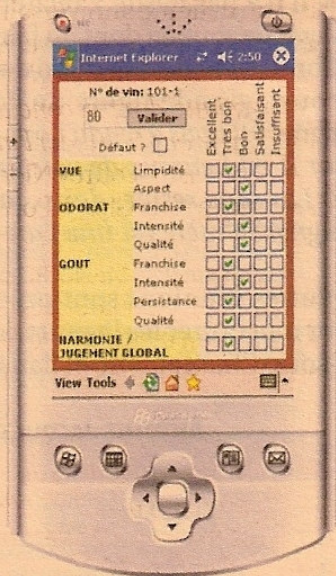 Internet Explorer 2:50
N° de vin: 101-1
80 Valider
Défaut ?
Excellent
Très bon
Bon
Satisfaisant
Insuffisant
VUE Limpidité
Aspect
ODORAT Franchise
Intensité
Qualité
GOUT Franchise
Intensité
Persistance
Qualité
HARMONIE /
JUGEMENT GLOBAL
View Tools